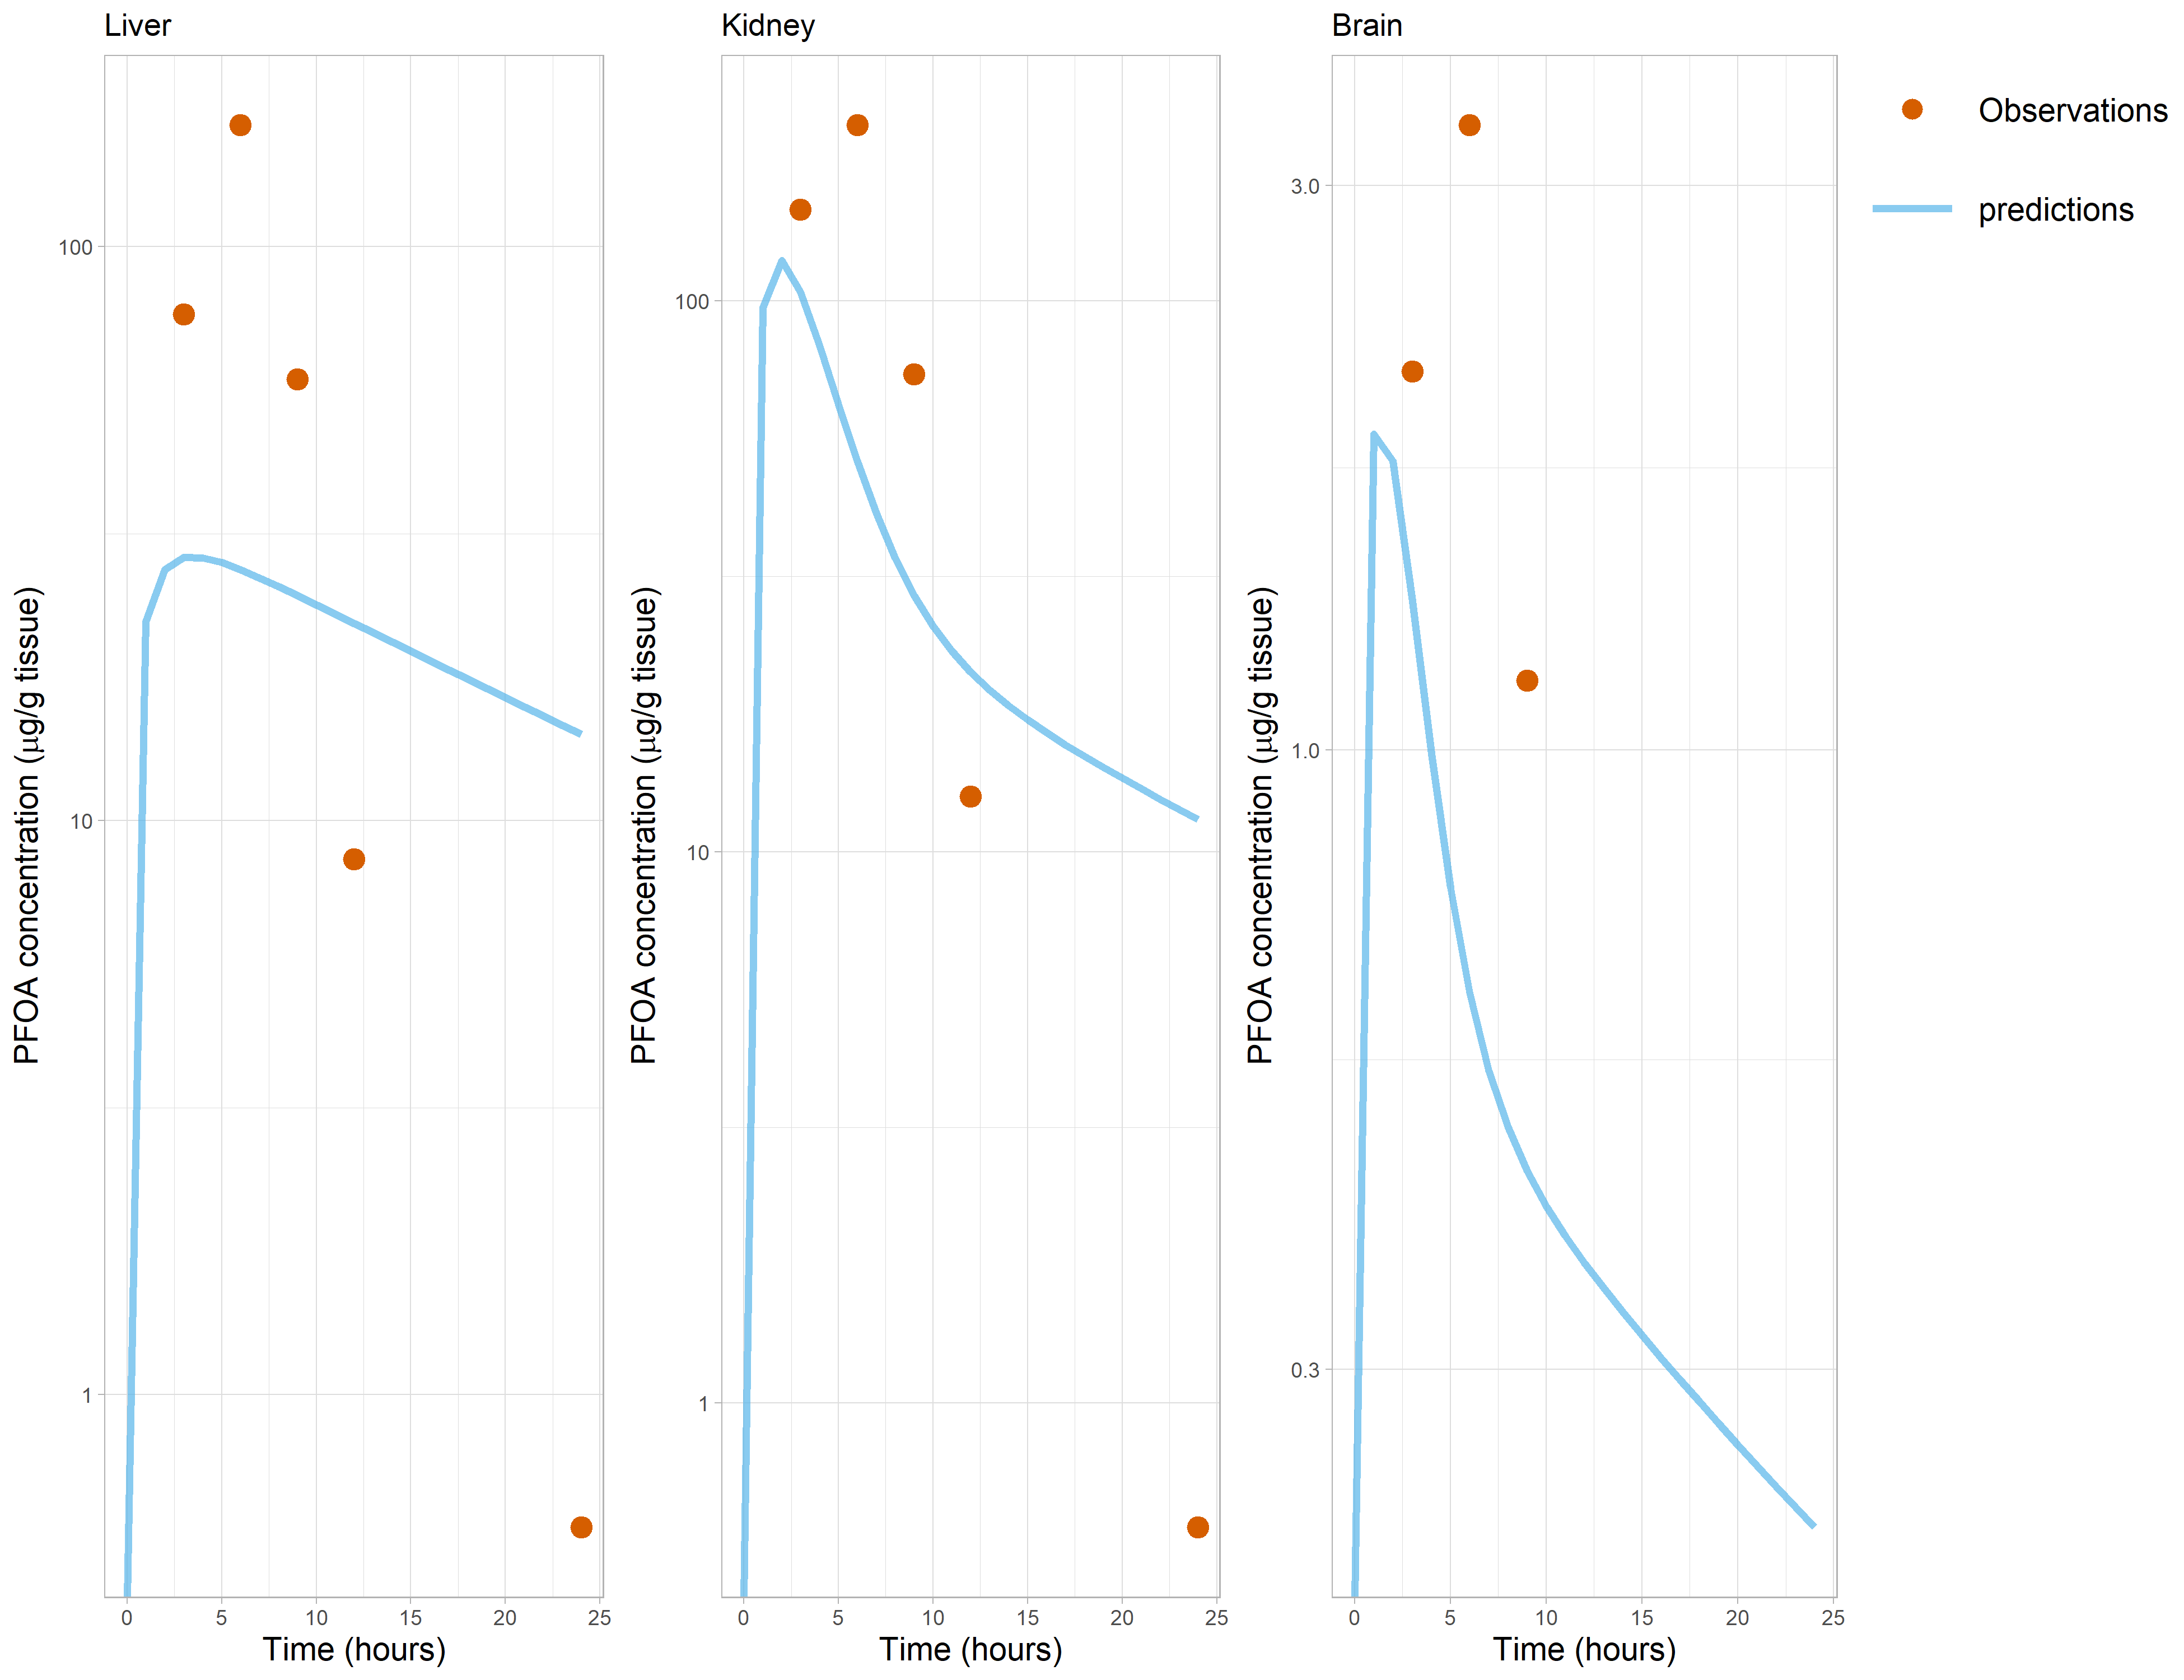 Liver
PFOA concentration (μg/g tissue)
100
10
1
0 5 10 15 20 25
Time (hours)
Kidney
PFOA concentration (μg/g tissue)
100
10
1
0 5 10 15 20 25
Time (hours)
Brain
PFOA concentration (μg/g tissue)
3.0
1.0
0.3
0 5 10 15 20 25
Time (hours)
Observations
predictions